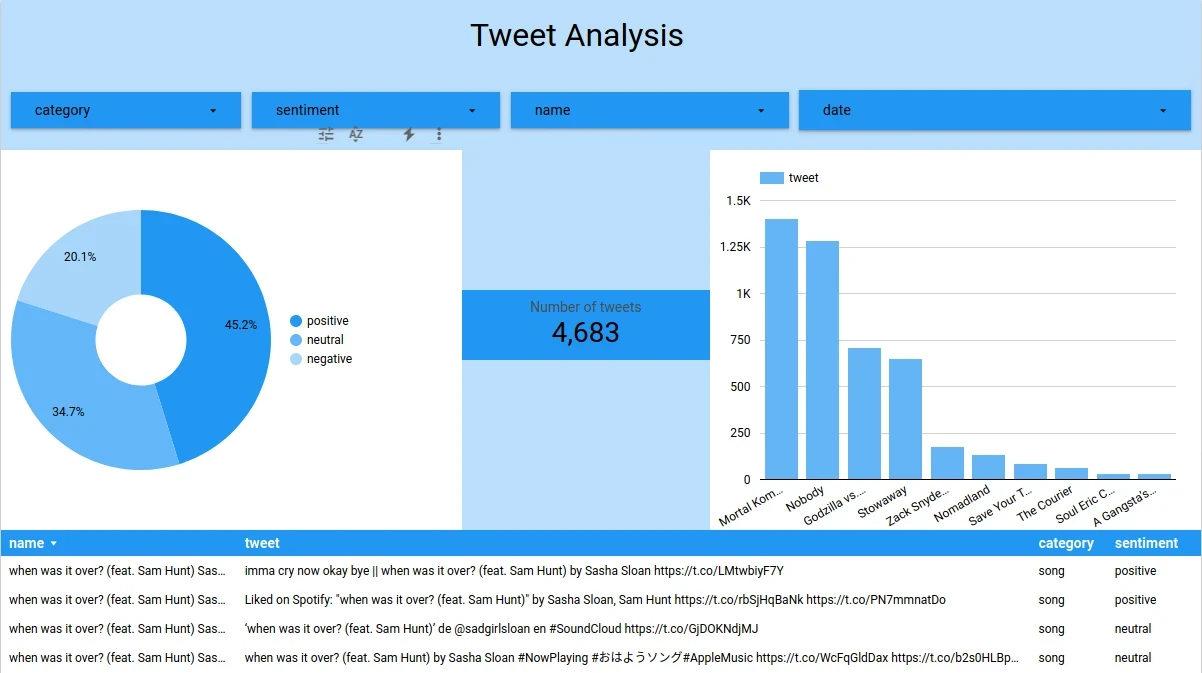 Tweet Analysis
category
sentiment
name
date
AZ
20.1%
45.2%
34.7%
positive
neutral
negative
Number of tweets
4,683
tweet
1.5K
1.25K
1K
750
500
250
0
Mortal Kom...
Nobody
Godzilla vs....
Stowaway
Zack Snyde...
Nomadland
Save Your T...
The Courier
Soul Eric C...
A Gangsta's...
name tweet category sentiment
when was it over? (feat. Sam Hunt) Sas... imma cry now okay bye || when was it over? (feat. Sam Hunt) by Sasha Sloan https://t.co/LMtwbiyF7Y song positive
when was it over? (feat. Sam Hunt) Sas... Liked on Spotify: "when was it over? (feat. Sam Hunt)" by Sasha Sloan, Sam Hunt https://t.co/rbSjHqBaNk https://t.co/PN7mmnatDo song positive
when was it over? (feat. Sam Hunt) Sas... ‘when was it over? (feat. Sam Hunt)’ de @sadgirlsloan en #SoundCloud https://t.co/GjDOKNdjMJ song neutral
when was it over? (feat. Sam Hunt) Sas... when was it over? (feat. Sam Hunt) by Sasha Sloan #NowPlaying #おはようソング#AppleMusic https://t.co/WcFqGldDax https://t.co/b2s0HLBp... song neutral